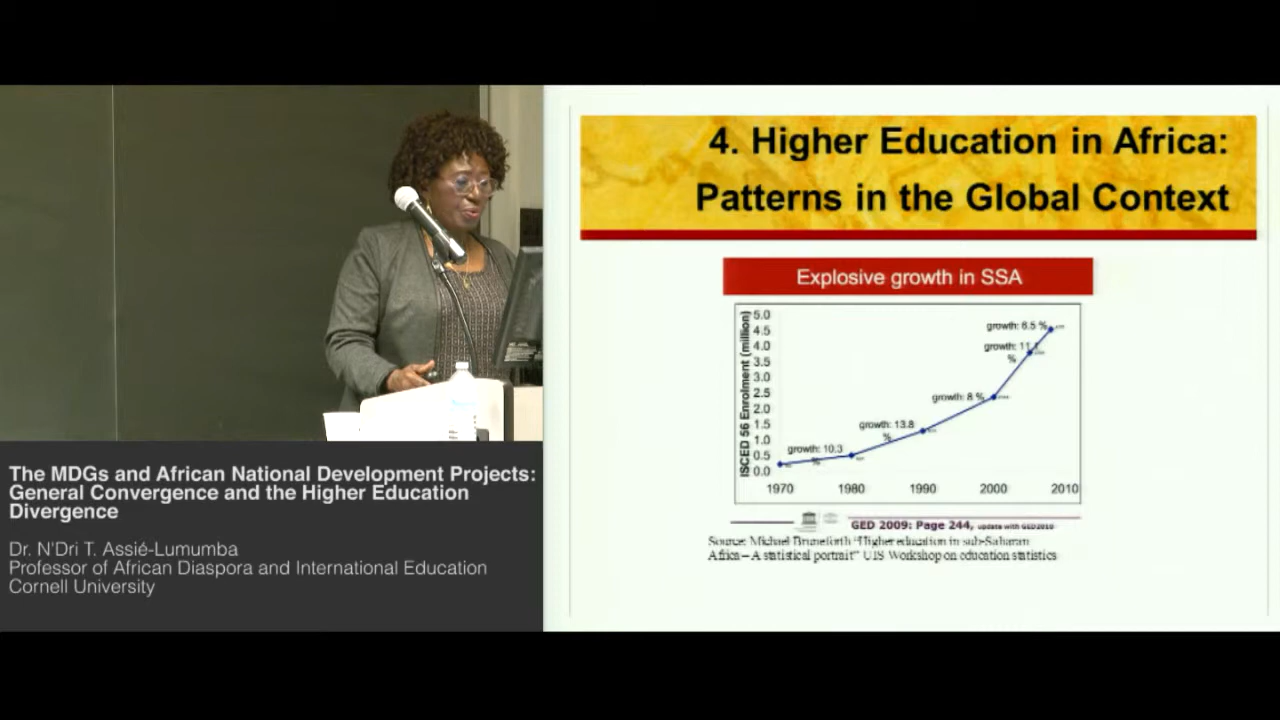 4. Higher Education in Africa:
Patterns in the Global Context
Explosive growth in SSA
ISCED 56 Enrolment (million)
5.0
4.5
4.0
3.5
3.0
2.5
2.0
1.5
1.0
0.5
0.0
growth: 10.3
%
growth: 13.8
%
growth: 8 %
growth: 11.1
%
growth: 6.5 %
1970 1980 1990 2000 2010
GED 2009: Page 244, update with GED2010
Source: Michael Bruneforth "Higher education in sub-Saharan
Africa – A statistical portrait" UIS Workshop on education statistics
The MDGs and African National Development Projects:
General Convergence and the Higher Education
Divergence
Dr. N'Dri T. Assié-Lumumba
Professor of African Diaspora and International Education
Cornell University